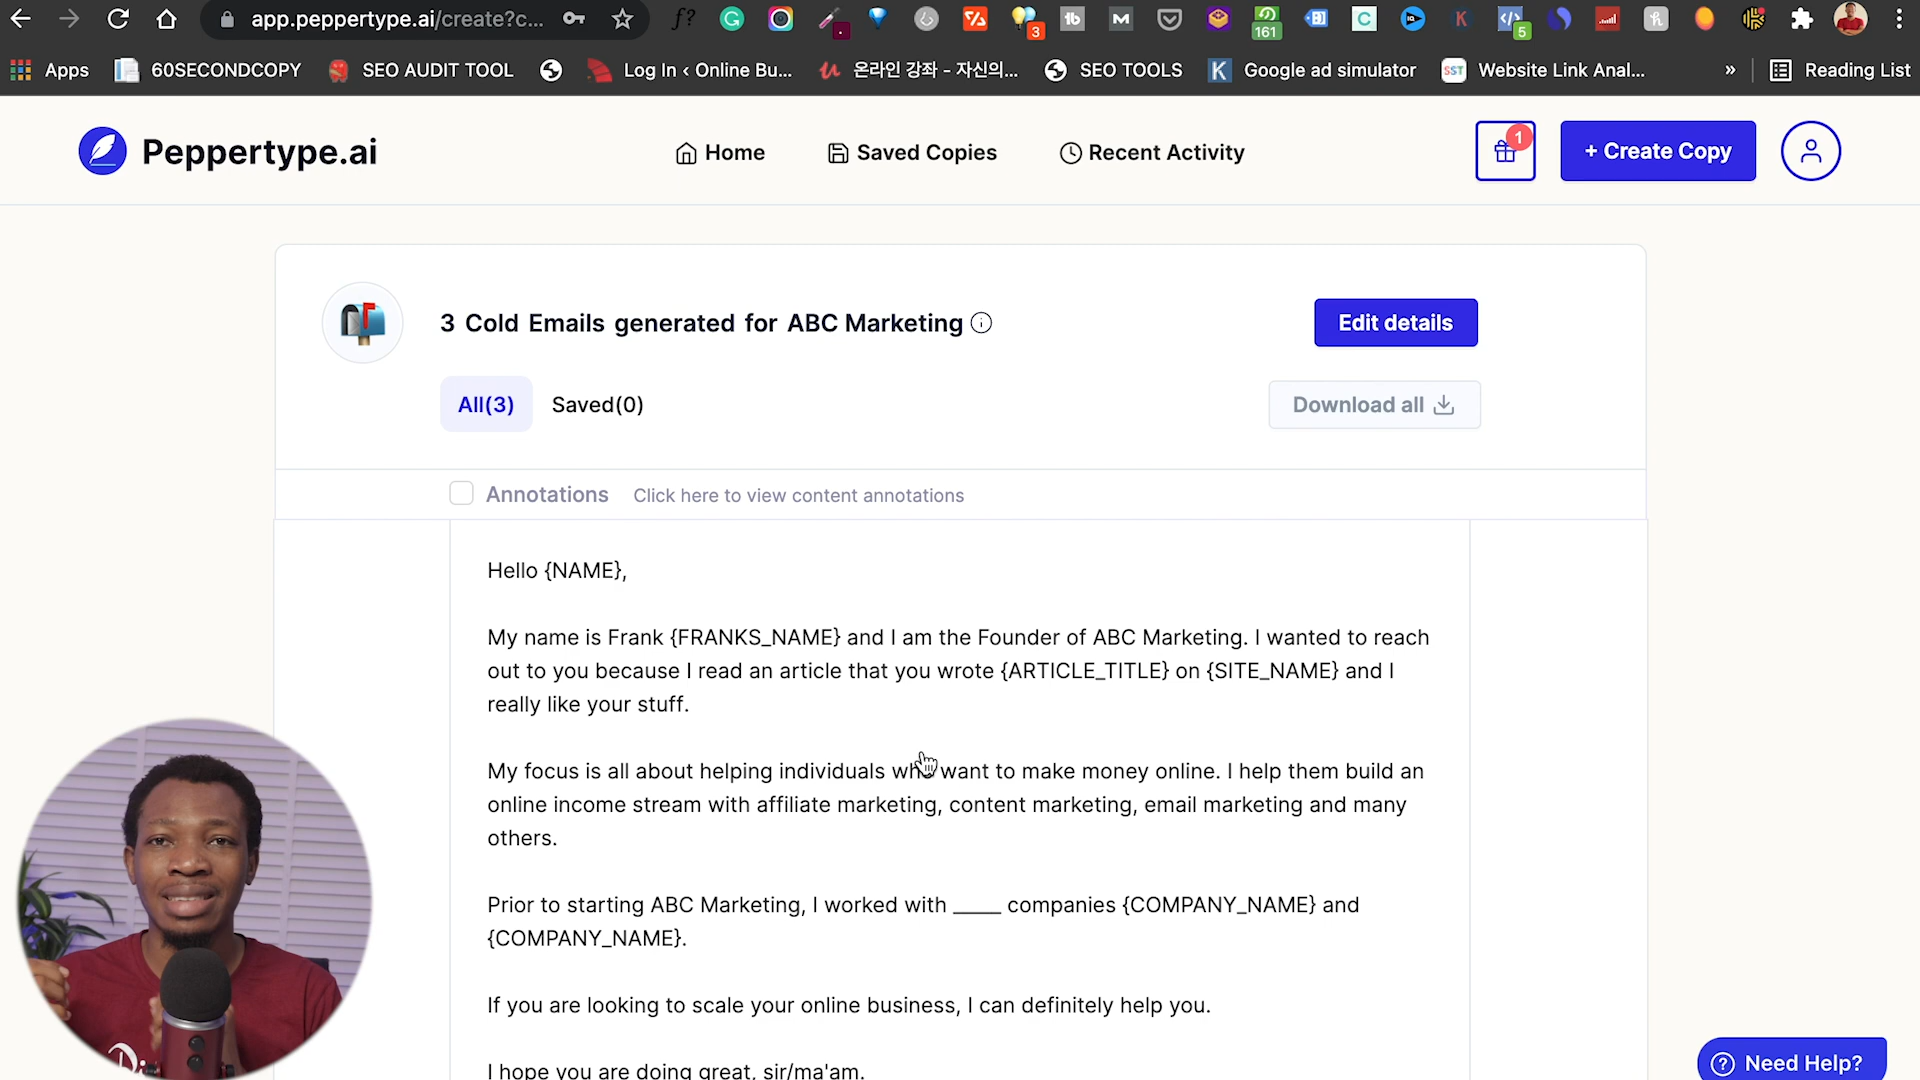 app.peppertype.ai/create?c...
3
161
5
Apps
60SECONDCOPY
SEO AUDIT TOOL
Log In ‹ Online Bu...
온라인 강좌 - 자신의...
SEO TOOLS
Google ad simulator
SST
Website Link Anal...
»
Reading List
Peppertype.ai
Home
Saved Copies
Recent Activity
1
+ Create Copy
3 Cold Emails generated for ABC Marketing
Edit details
All(3)
Saved(0)
Download all
Annotations
Click here to view content annotations
Hello {NAME},
My name is Frank {FRANKS_NAME} and I am the Founder of ABC Marketing. I wanted to reach
out to you because I read an article that you wrote {ARTICLE_TITLE} on {SITE_NAME} and I
really like your stuff.
My focus is all about helping individuals who want to make money online. I help them build an
online income stream with affiliate marketing, content marketing, email marketing and many
others.
Prior to starting ABC Marketing, I worked with _____ companies {COMPANY_NAME} and
{COMPANY_NAME}.
If you are looking to scale your online business, I can definitely help you.
I hope you are doing great, sir/ma'am.
Need Help?